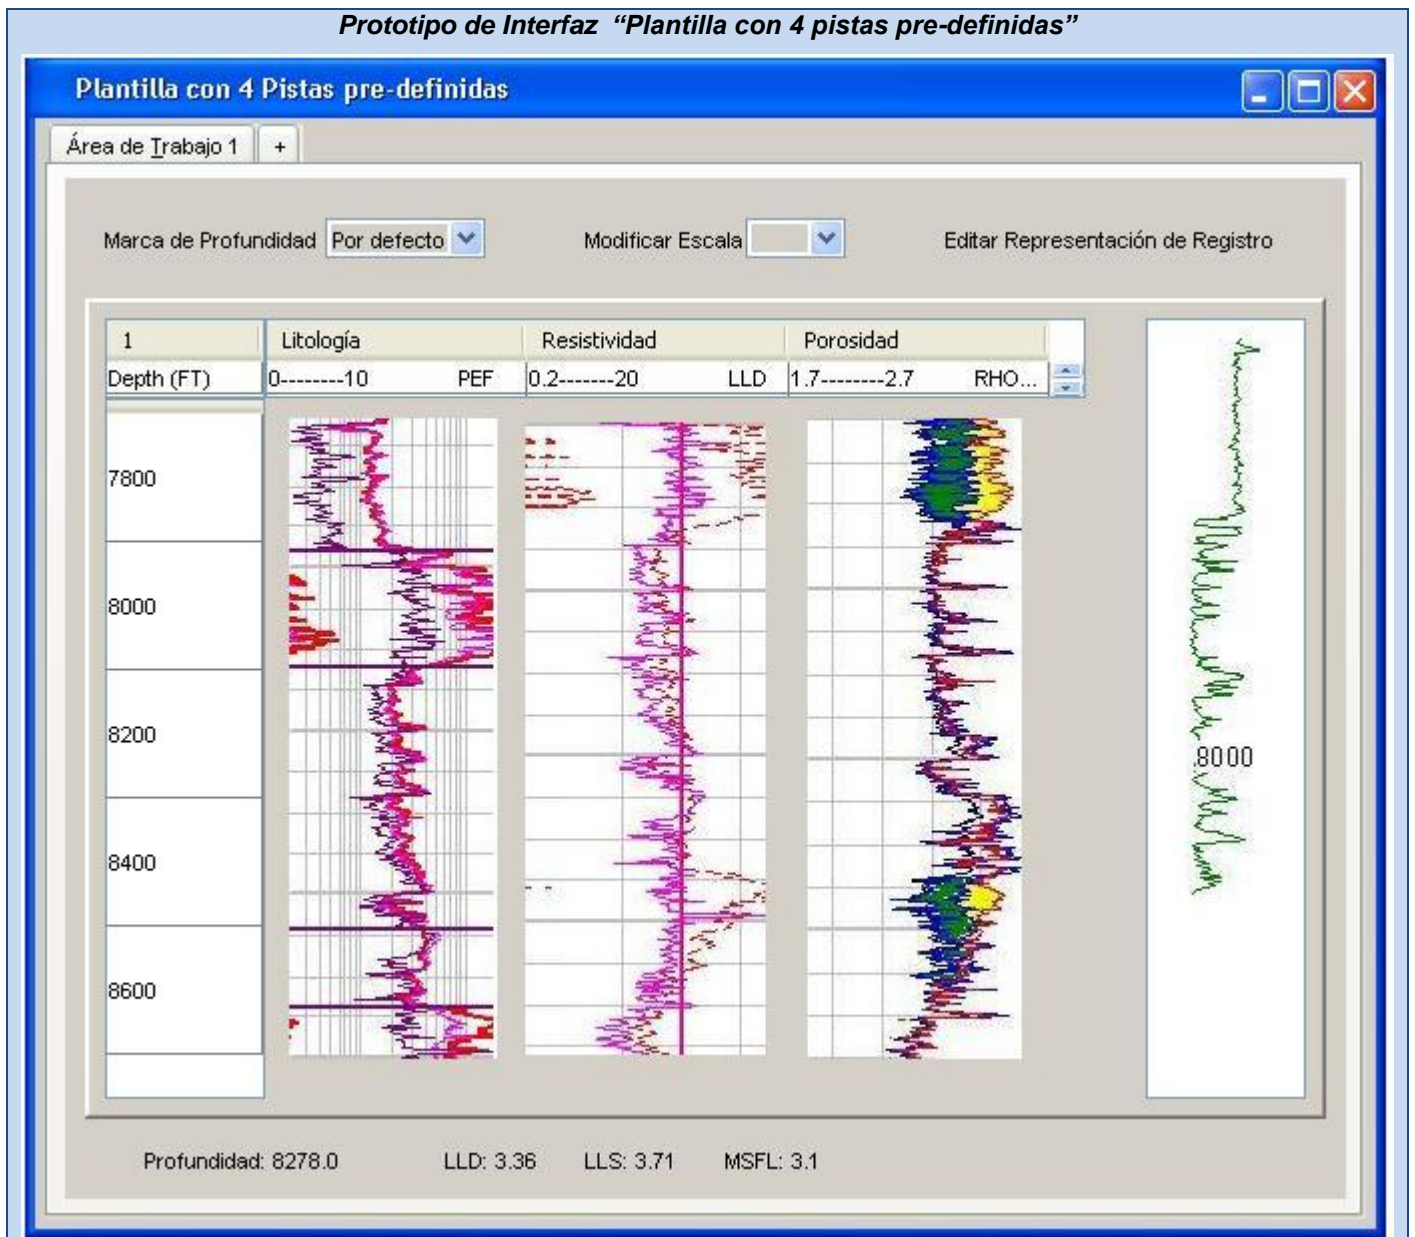 Prototipo de Interfaz “Plantilla con 4 pistas pre-definidas”
Plantilla con 4 Pistas pre-definidas
Área de Trabajo 1 +
Marca de Profundidad Por defecto Modificar Escala Editar Representación de Registro
1 Litología Resistividad Porosidad
Depth (FT) 0--------10 PEF 0.2-------20 LLD 1.7--------2.7 RHO...
7800
8000
8200
.8000
8400
8600
Profundidad: 8278.0 LLD: 3.36 LLS: 3.71 MSFL: 3.1